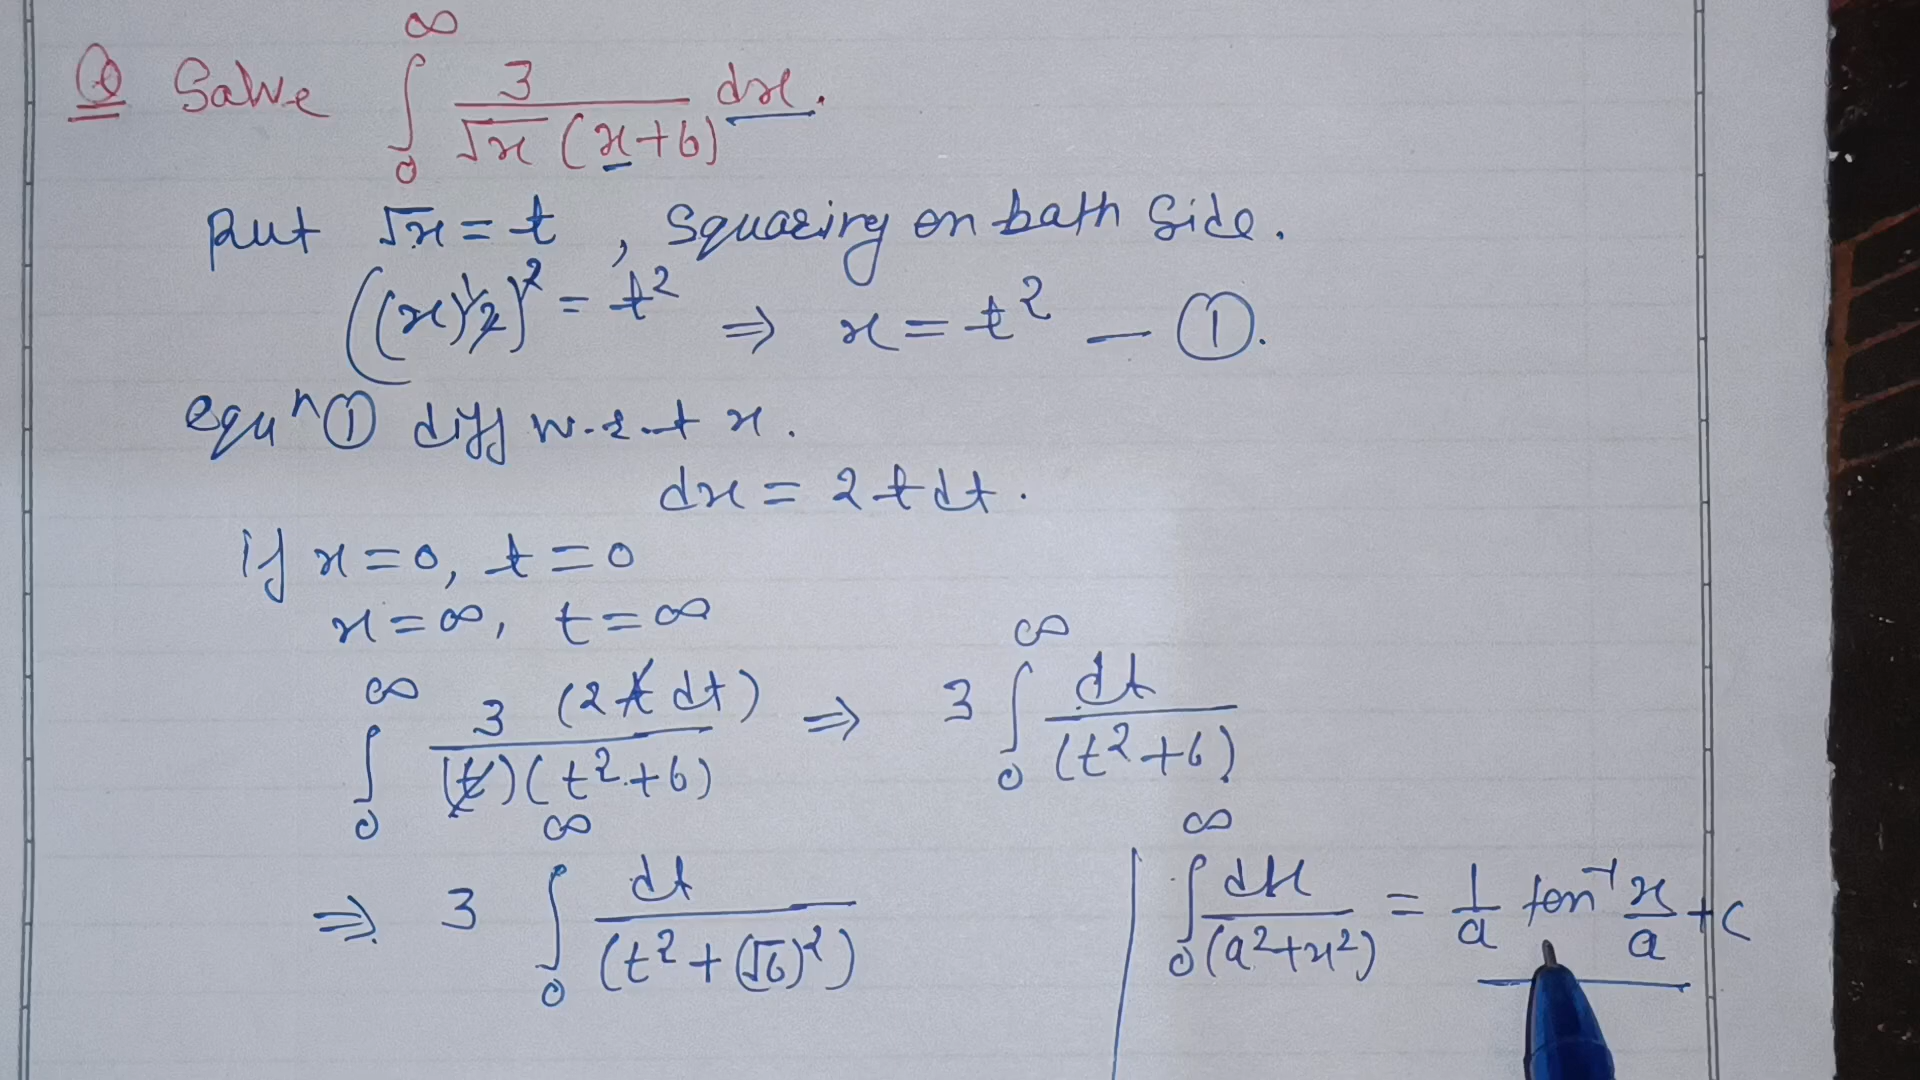 Q Solve ∫₀^∞ 3/(√x (x+6)) dx.
Put √x = t , Squaring on both Side.
((x)^1/2)^2 = t² ⇒ x = t² — ①.
equⁿ ① diff w.r.t x.
dx = 2t dt.
if x=0, t=0
x=∞, t=∞
∫₀^∞ 3 (2t dt)/((t)(t²+6)) ⇒ 3 ∫₀^∞ dt/(t²+6)
⇒ 3 ∫₀^∞ dt/(t²+(√6)²) | ∫₀^∞ dx/(a²+x²) = 1/a tan⁻¹ x/a + c